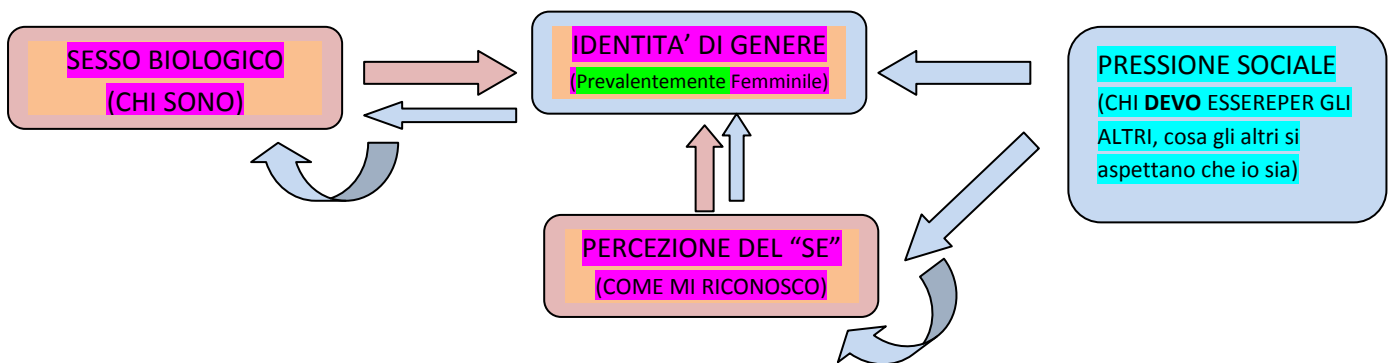 SESSO BIOLOGICO
(CHI SONO)
IDENTITA’ DI GENERE
(Prevalentemente Femminile)
PRESSIONE SOCIALE
(CHI DEVO ESSEREPER GLI
ALTRI, cosa gli altri si
aspettano che io sia)
PERCEZIONE DEL “SE”
(COME MI RICONOSCO)